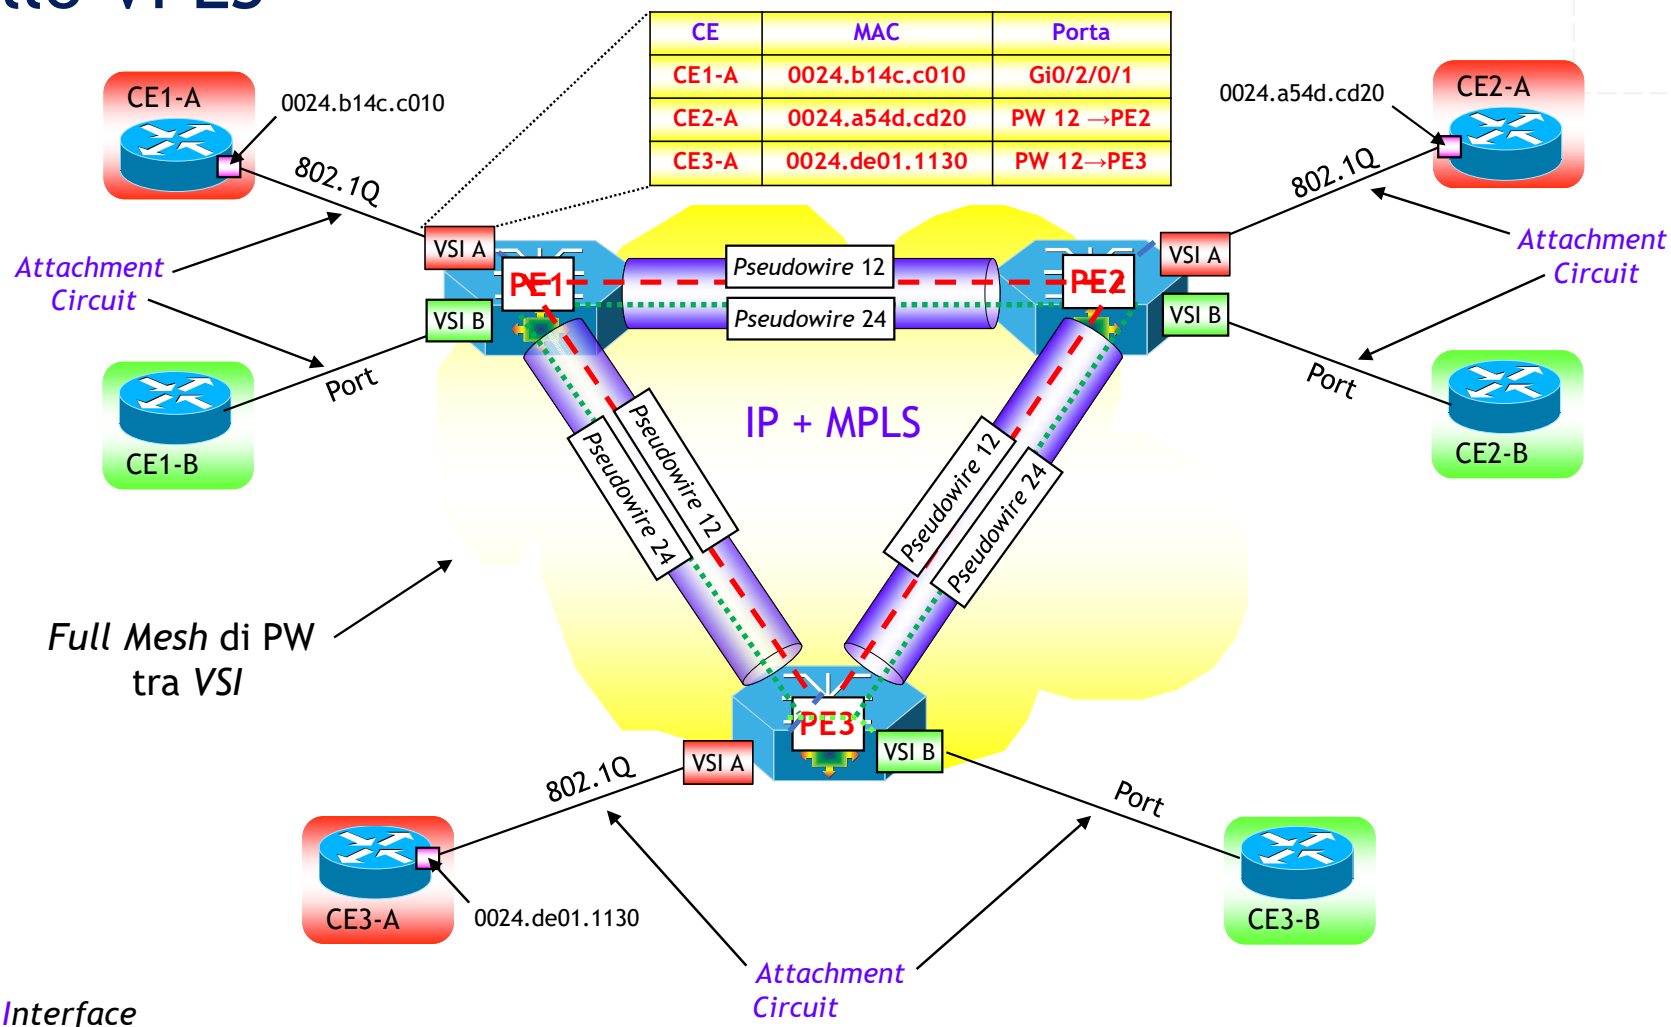 VPLS
CE MAC Porta
CE1-A 0024.b14c.c010 Gi0/2/0/1
CE2-A 0024.a54d.cd20 PW 12 →PE2
CE3-A 0024.de01.1130 PW 12→PE3
CE1-A
0024.b14c.c010
0024.a54d.cd20
CE2-A
802.1Q
802.1Q
Attachment
Circuit
VSI A
PE1
Pseudowire 12
PE2
VSI A
Attachment
Circuit
VSI B
Pseudowire 24
VSI B
Port
Port
CE1-B
IP + MPLS
CE2-B
Pseudowire 12
Pseudowire 24
Pseudowire 12
Pseudowire 24
Full Mesh di PW
tra VSI
PE3
VSI A
VSI B
802.1Q
Port
CE3-A
0024.de01.1130
CE3-B
Attachment
Circuit
Interface